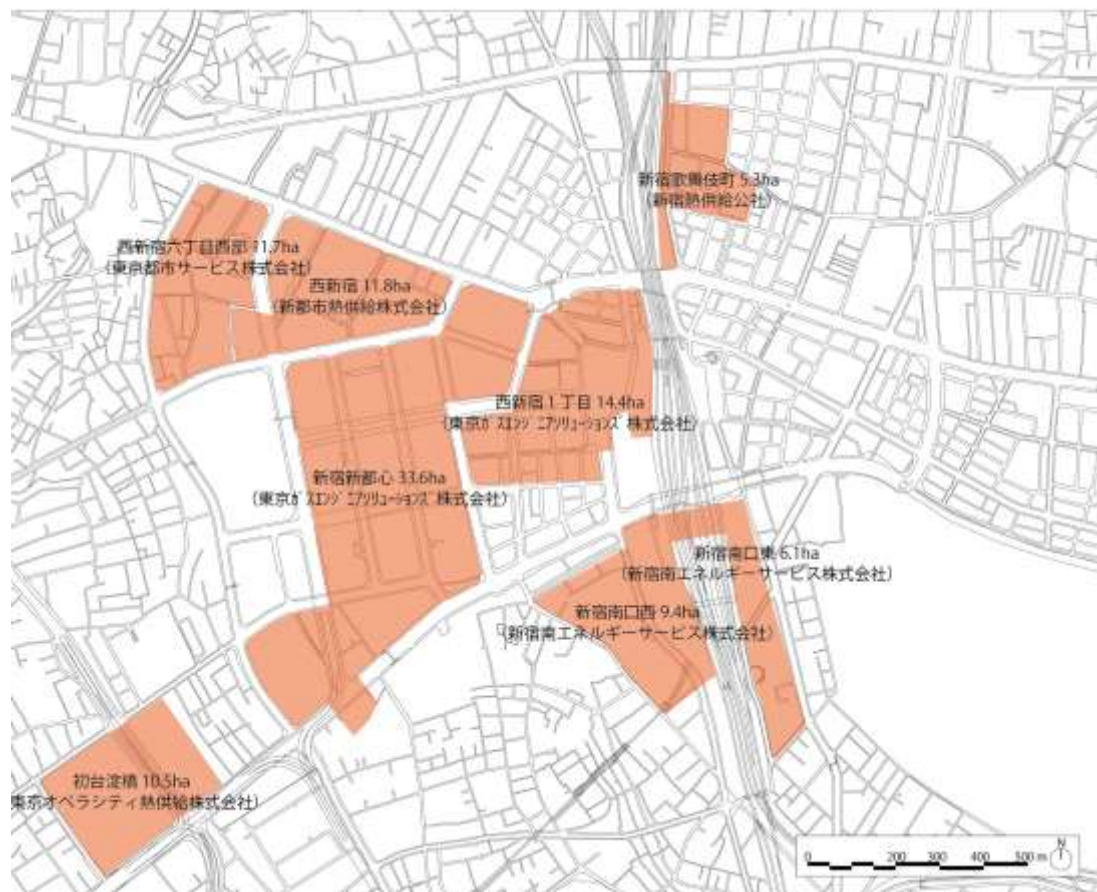 新宿歌舞伎町 5.3ha
(新宿熱供給公社)
西新宿六丁目西部 11.7ha
(東京都市サービス株式会社)
西新宿 11.8ha
(新都市熱供給株式会社)
西新宿1丁目 14.4ha
(東京ガスエンジニアソリューションズ 株式会社)
新宿新都心 33.6ha
(東京ガスエンジニアソリューションズ 株式会社)
新宿南口東 6.1ha
(新宿南エネルギーサービス株式会社)
新宿南口西 9.4ha
(新宿南エネルギーサービス株式会社)
初台淀橋 10.5ha
東京オペラシティ熱供給株式会社)
0 200 300 400 500 m
N